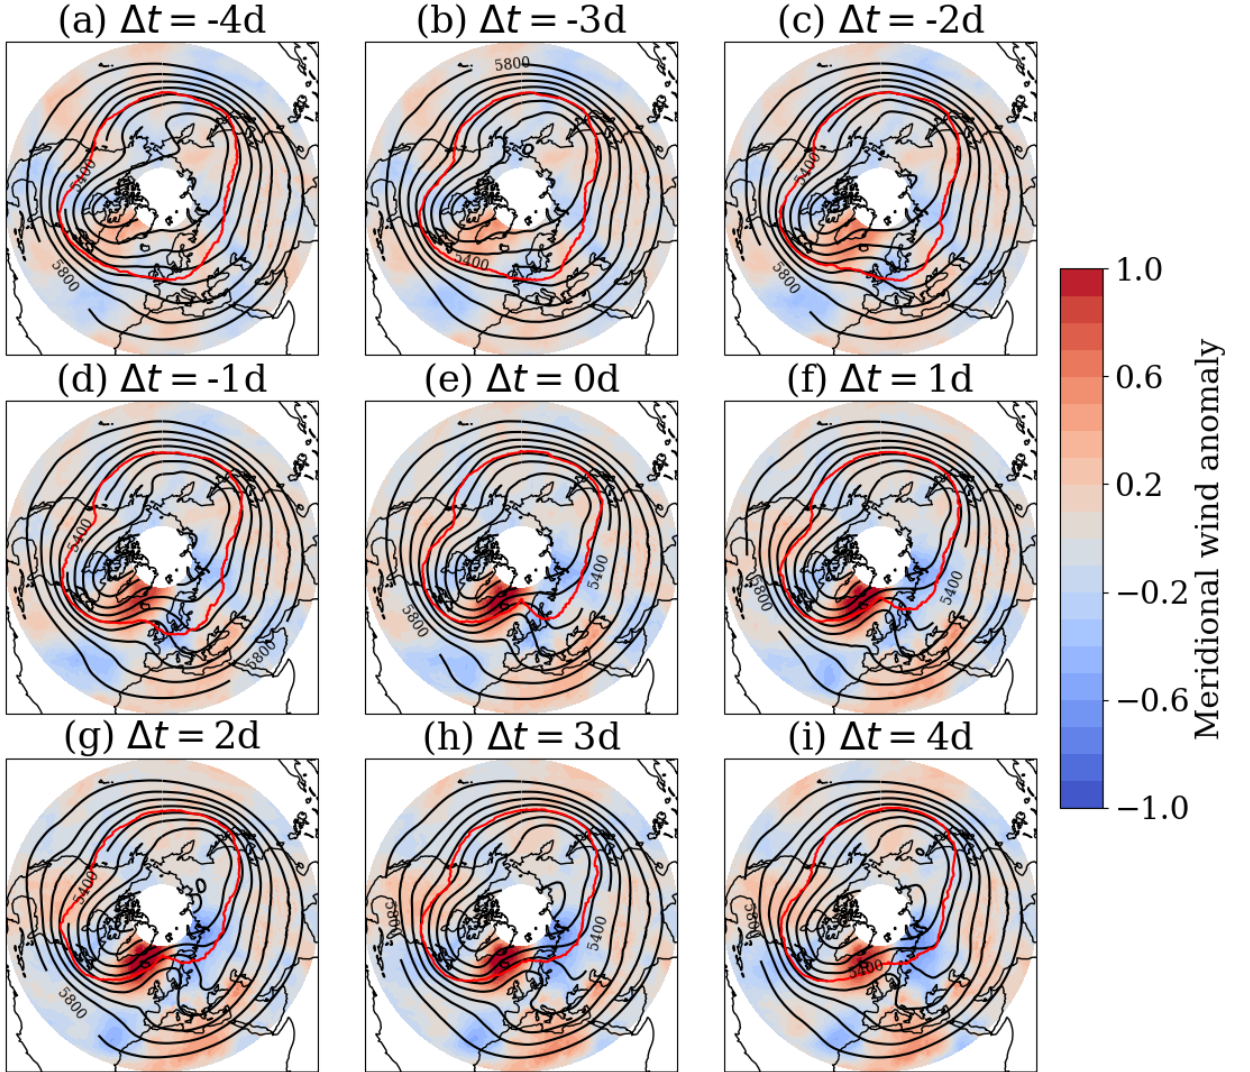 (a) Δt = -4d
(b) Δt = -3d
(c) Δt = -2d
5400
5800
5800
5400
5400
5800
(d) Δt = -1d
(e) Δt = 0d
(f) Δt = 1d
5400
5800
5400
5800
5400
5800
(g) Δt = 2d
(h) Δt = 3d
(i) Δt = 4d
5400
5800
5800
5400
5800
5400
1.0
0.6
0.2
−0.2
−0.6
−1.0
Meridional wind anomaly